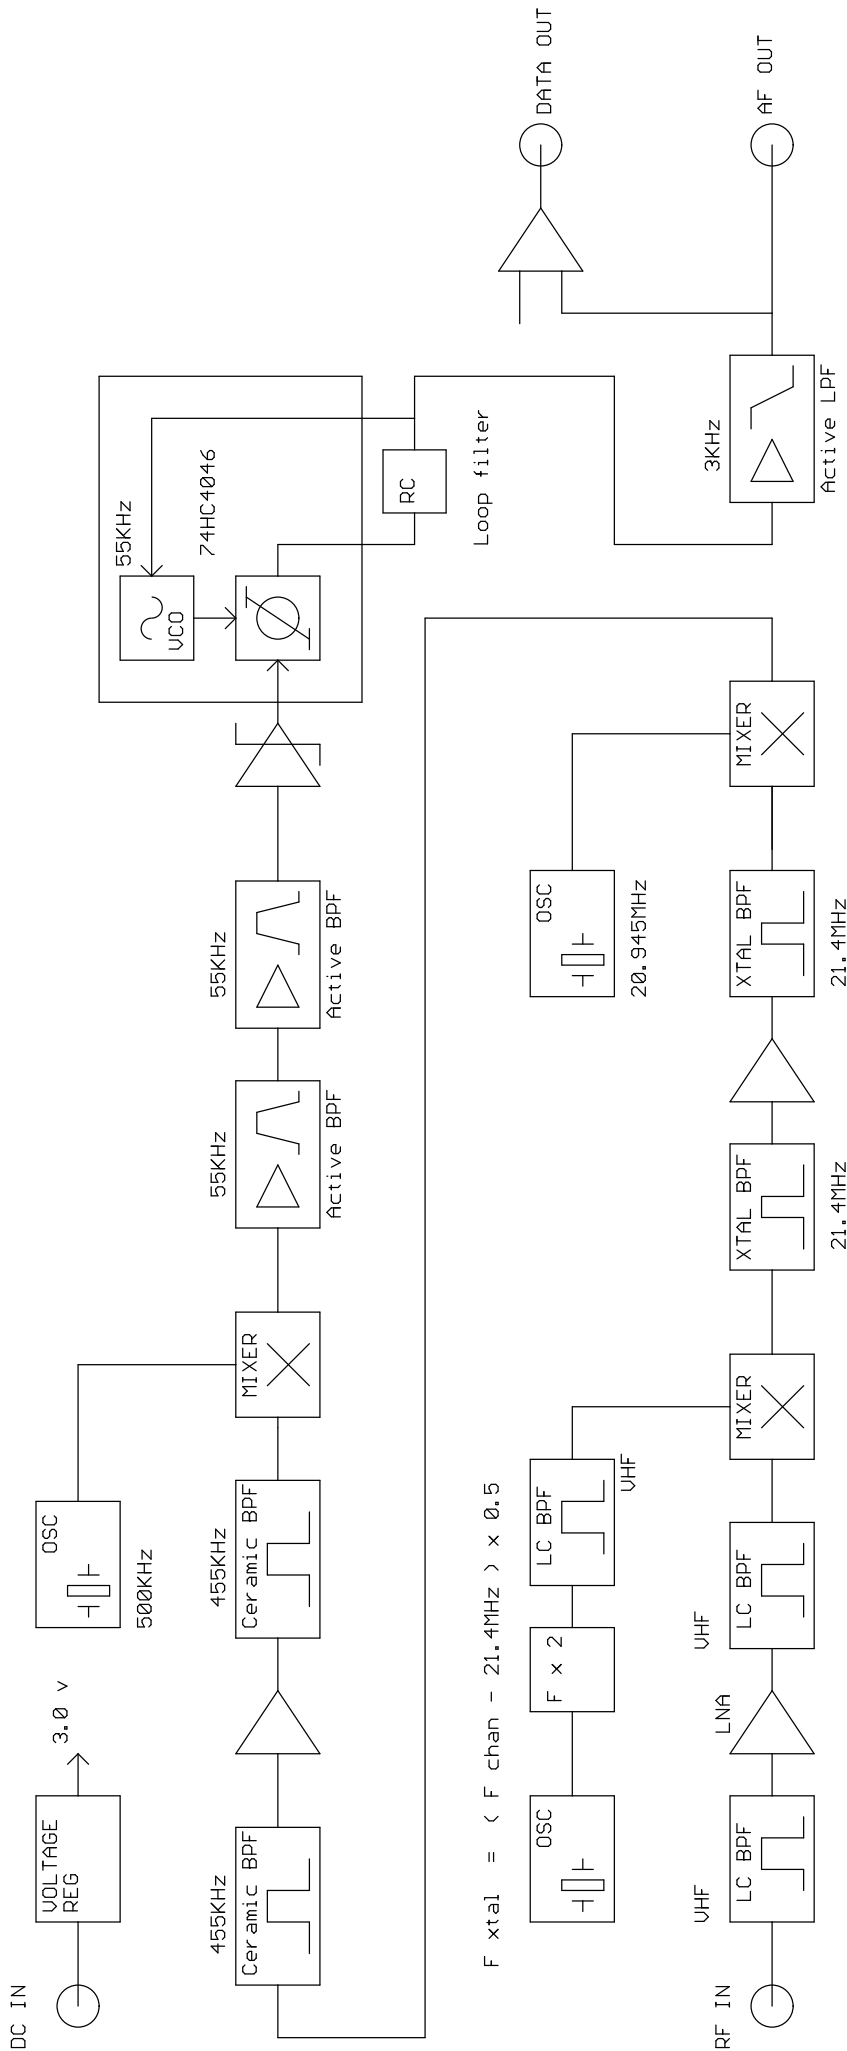 DC IN
VOLTAGE
REG
3.0 v
OSC
500KHz
455KHz
Ceramic BPF
455KHz
Ceramic BPF
MIXER
55KHz
Active BPF
55KHz
Active BPF
55KHz
VCO
74HC4046
RC
Loop filter
F xtal = ( F chan - 21.4MHz ) x 0.5
OSC
F x 2
LC BPF
VHF
OSC
20.945MHz
DATA OUT
RF IN
VHF
LC BPF
LNA
VHF
LC BPF
MIXER
XTAL BPF
21.4MHz
XTAL BPF
21.4MHz
MIXER
3KHz
Active LPF
AF OUT